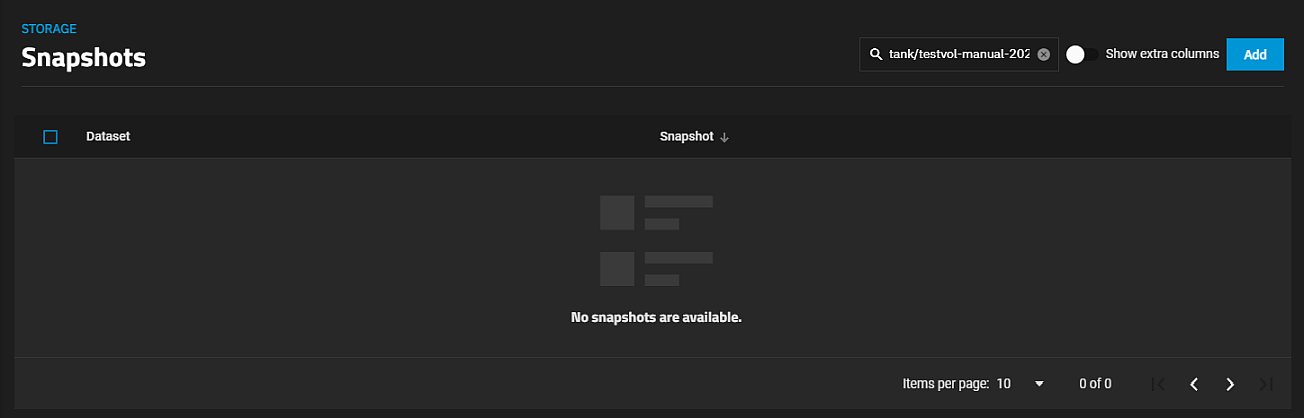 STORAGE
Snapshots
tank/testvol-manual-202
Show extra columns
Add
Dataset
Snapshot
No snapshots are available.
Items per page: 10
0 of 0